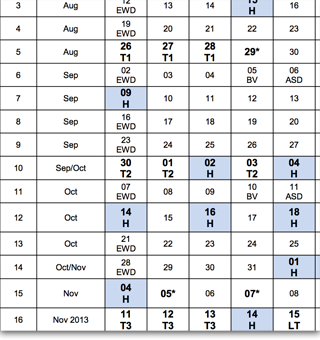 3 Aug 12 EWD 13 14 15 H 16
4 Aug 19 EWD 20 21 22 23
5 Aug 26 T1 27 T1 28 T1 29* 30
6 Sep 02 EWD 03 04 05 BV 06 ASD
7 Sep 09 H 10 11 12 13
8 Sep 16 EWD 17 18 19 20
9 Sep 23 EWD 24 25 26 27
10 Sep/Oct 30 T2 01 T2 02 H 03 T2 04 H
11 Oct 07 EWD 08 09 10 BV 11 ASD
12 Oct 14 H 15 16 H 17 18 H
13 Oct 21 EWD 22 23 24 25
14 Oct/Nov 28 EWD 29 30 31 01 H
15 Nov 04 H 05* 06 07* 08
16 Nov 2013 11 T3 12 T3 13 T3 14 H 15 LT